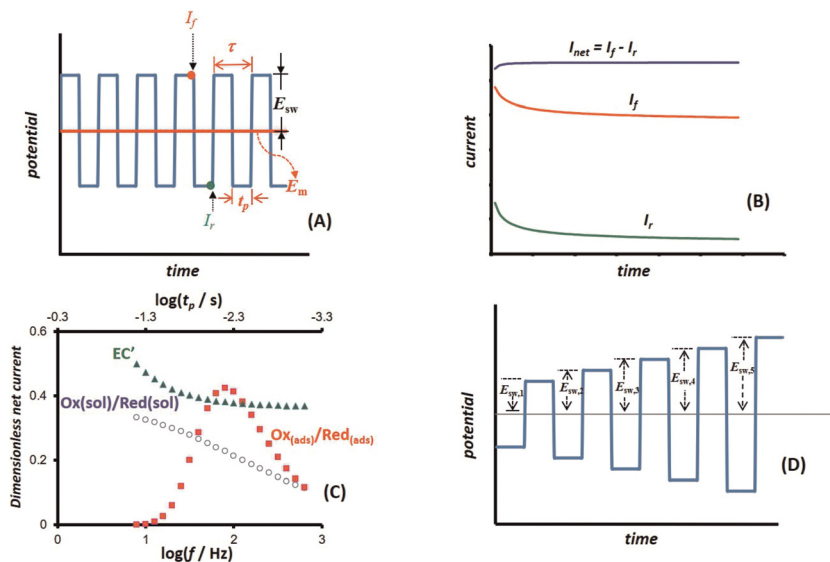 (A)
potential
time
I_f
τ
E_sw
E_m
t_p
I_r
(B)
current
time
I_net = I_f - I_r
I_f
I_r
(C)
log(t_p / s)
-0.3 -1.3 -2.3 -3.3
Dimensionless net current
0.6
0.4
0.2
0
EC'
Ox(sol)/Red(sol)
Ox(ads)/Red(ads)
0 1 2 3
log(f / Hz)
(D)
potential
time
E_sw,1
E_sw,2
E_sw,3
E_sw,4
E_sw,5